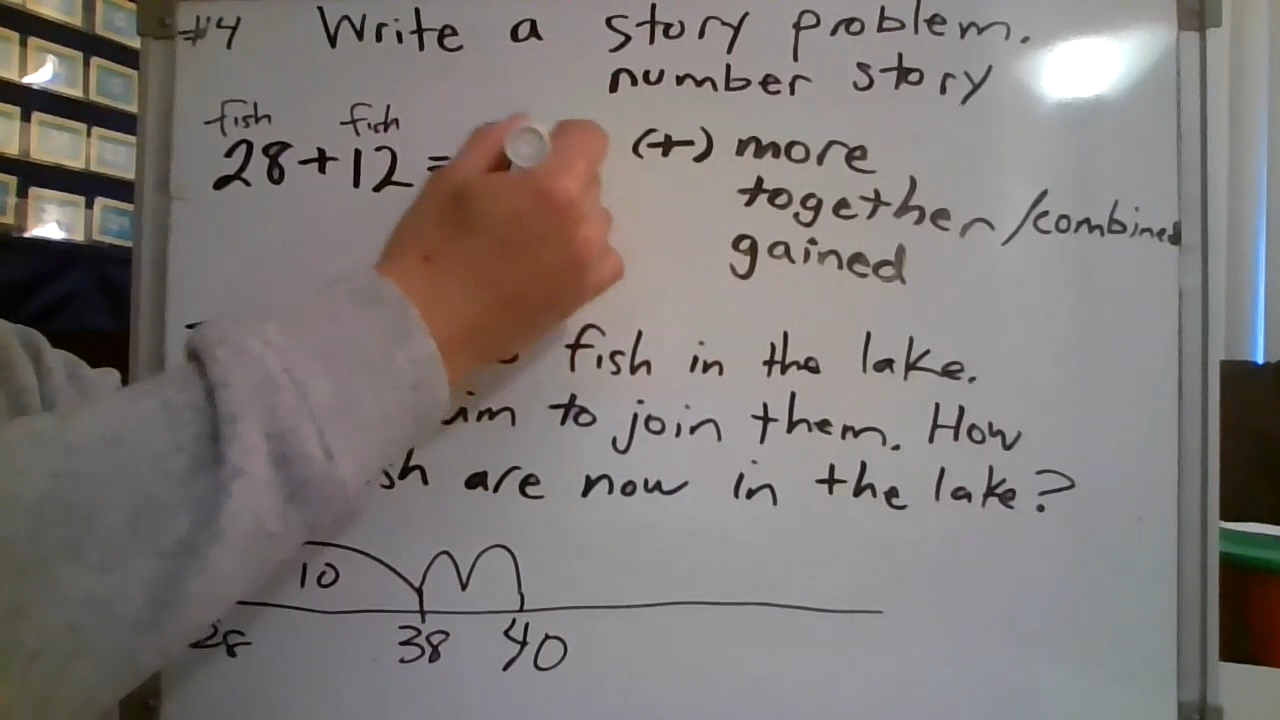 #4 Write a story problem.
number story
fish fish
28+12=
(+) more
together/combined
gained
fish in the lake.
im to join them. How
sh are now in the lake?
10
28 38 40